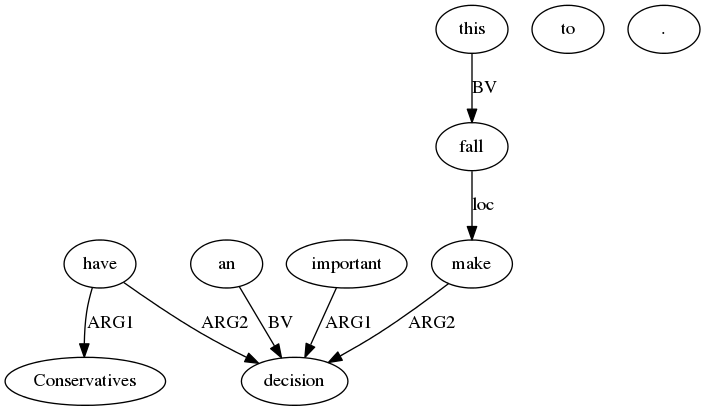 this to .
BV
fall
loc
have an important make
ARG1 ARG2 BV ARG1 ARG2
Conservatives decision